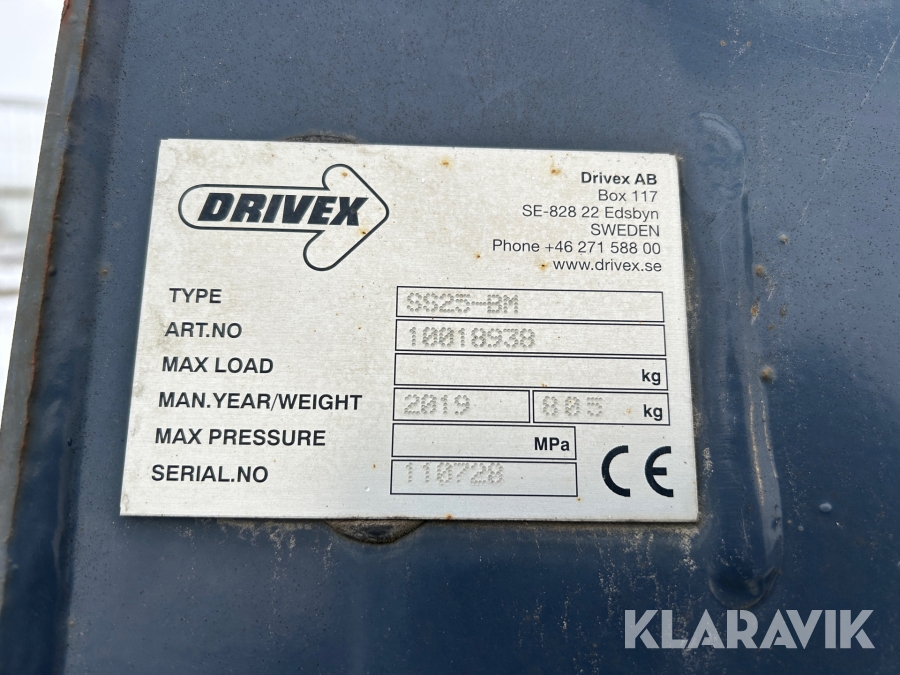 DRIVEX
Drivex AB
Box 117
SE-828 22 Edsbyn
SWEDEN
Phone +46 271 588 00
www.drivex.se
TYPE SS25-BM
ART.NO 10018938
MAX LOAD kg
MAN.YEAR/WEIGHT 2019 805 kg
MAX PRESSURE MPa
SERIAL.NO 110728
CE
KLARAVIK